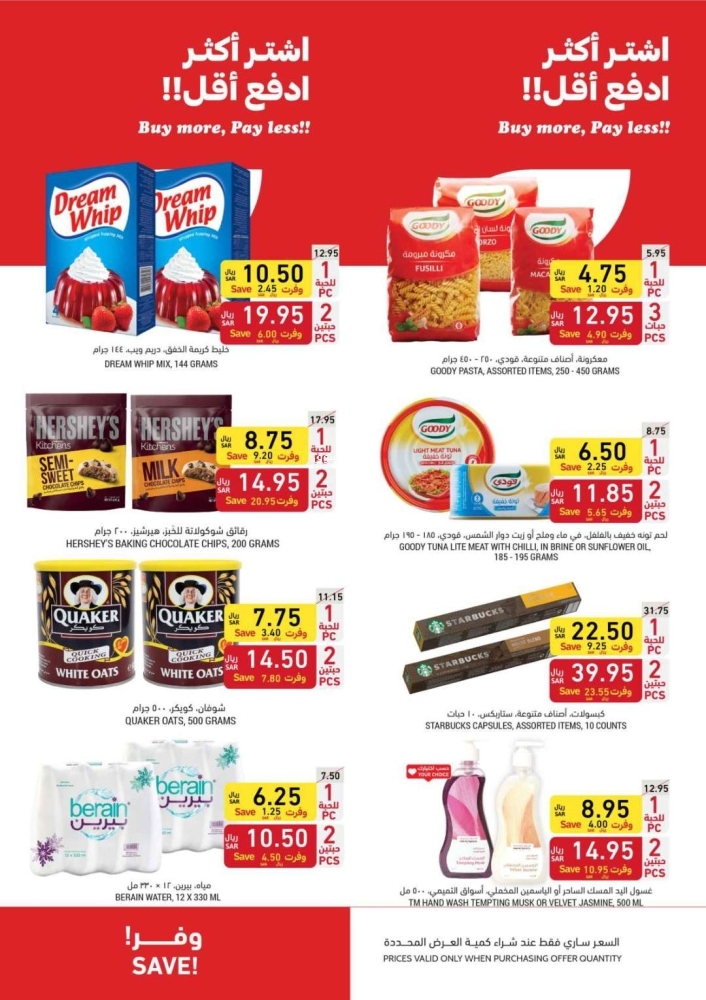 اشتر أكثر
ادفع أقل!!
Buy more, Pay less!!
اشتر أكثر
ادفع أقل!!
Buy more, Pay less!!
Dream Whip
Dream Whip
12.95
ريال SAR 10.50 1 للحبة PC
Save 2.45 وفرت
ريال SAR 19.95 2 حبتين PCS
Save 6.00 وفرت
خليط كريمة الخفق، دريم ويب، ١٤٤ جرام
DREAM WHIP MIX, 144 GRAMS
GOODY
GOODY
GOODY
مكرونة مبرومة
FUSILLI
5.95
ريال SAR 4.75 1 للحبة PC
Save 1.20 وفرت
ريال SAR 12.95 3 حبات PCS
Save 4.90 وفرت
معكرونة، أصناف متنوعة، قودي، ٢٥٠ - ٤٥٠ جرام
GOODY PASTA, ASSORTED ITEMS, 250 - 450 GRAMS
HERSHEY'S
Kitchens
SEMI-SWEET
CHOCOLATE CHIPS
HERSHEY'S
Kitchens
MILK
CHOCOLATE CHIPS
17.95
ريال SAR 8.75 1 للحبة PC
Save 9.20 وفرت
ريال SAR 14.95 2 حبتين PCS
Save 20.95 وفرت
رقائق شوكولاتة للخَبز، هيرشيز، ٢٠٠ جرام
HERSHEY'S BAKING CHOCOLATE CHIPS, 200 GRAMS
GOODY
LIGHT MEAT TUNA
تونة خفيفة
قودي
تونة خفيفة
8.75
ريال SAR 6.50 1 للحبة PC
Save 2.25 وفرت
ريال SAR 11.85 2 حبتين PCS
Save 5.65 وفرت
لحم تونه خفيف بالفلفل، في ماء وملح أو زيت دوار الشمس، قودي، ١٨٥ - ١٩٥ جرام
GOODY TUNA LITE MEAT WITH CHILLI, IN BRINE OR SUNFLOWER OIL,
185 - 195 GRAMS
QUAKER
كويكر
QUICK COOKING
WHITE OATS
QUAKER
كويكر
QUICK COOKING
WHITE OATS
11.15
ريال SAR 7.75 1 للحبة PC
Save 3.40 وفرت
ريال SAR 14.50 2 حبتين PCS
Save 7.80 وفرت
شوفان، كويكر، ٥٠٠ جرام
QUAKER OATS, 500 GRAMS
STARBUCKS
STARBUCKS
31.75
ريال SAR 22.50 1 للحبة PC
Save 9.25 وفرت
ريال SAR 39.95 2 حبتين PCS
Save 23.55 وفرت
كبسولات، أصناف متنوعة، ستاربكس، ١٠ حبات
STARBUCKS CAPSULES, ASSORTED ITEMS, 10 COUNTS
berain
بيرين
berain
بيرين
7.50
ريال SAR 6.25 1 للحبة PC
Save 1.25 وفرت
ريال SAR 10.50 2 حبتين PCS
Save 4.50 وفرت
مياه، بيرين، ١٢ × ٣٣٠ مل
BERAIN WATER, 12 X 330 ML
حسب اختيارك
YOUR CHOICE
Tempting Musk
Velvet Jasmine
12.95
ريال SAR 8.95 1 للحبة PC
Save 4.00 وفرت
ريال SAR 14.95 2 حبتين PCS
Save 10.95 وفرت
غسول اليد المسك الساحر أو الياسمين المخملي، أسواق التميمي، ٥٠٠ مل
TM HAND WASH TEMPTING MUSK OR VELVET JASMINE, 500 ML
وفــر!
SAVE!
السعر ساري فقط عند شراء كمية العرض المحددة
PRICES VALID ONLY WHEN PURCHASING OFFER QUANTITY